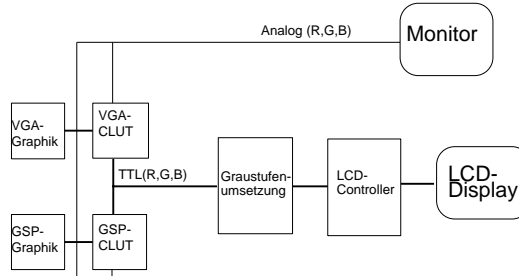 Analog (R,G,B)
Monitor
VGA-
Graphik
VGA-
CLUT
TTL(R,G,B)
Graustufen-
umsetzung
LCD-
Controller
LCD-
Display
GSP-
Graphik
GSP-
CLUT